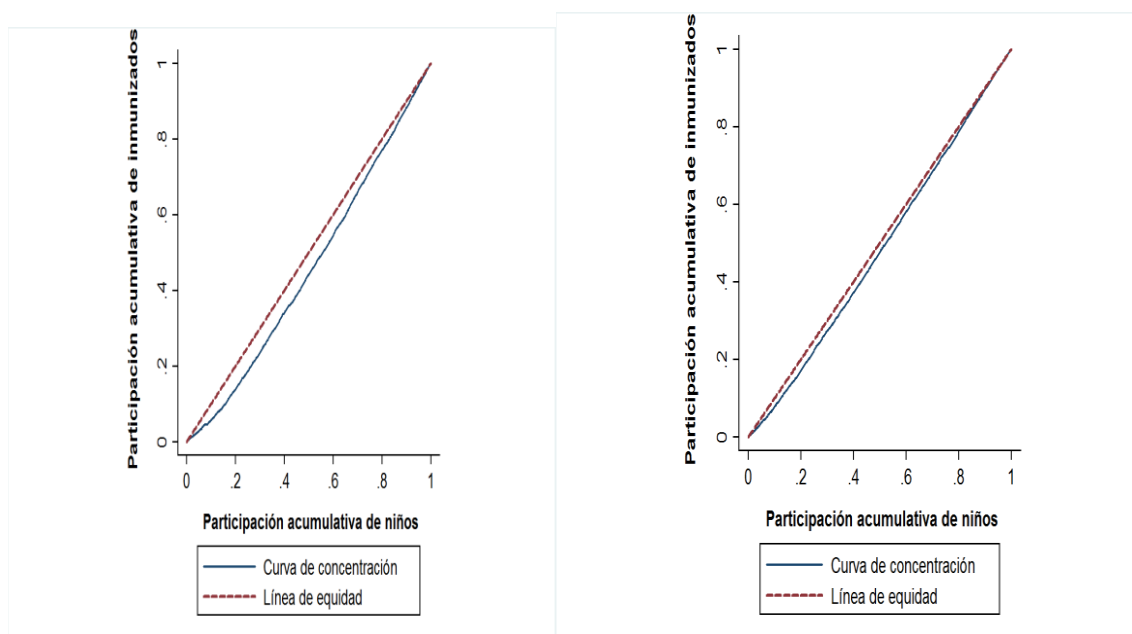 Participación acumulativa de inmunizados
1
.8
.6
.4
.2
0
0 .2 .4 .6 .8 1
Participación acumulativa de niños
Curva de concentración
Línea de equidad
Participación acumulativa de inmunizados
1
.8
.6
.4
.2
0
0 .2 .4 .6 .8 1
Participación acumulativa de niños
Curva de concentración
Línea de equidad